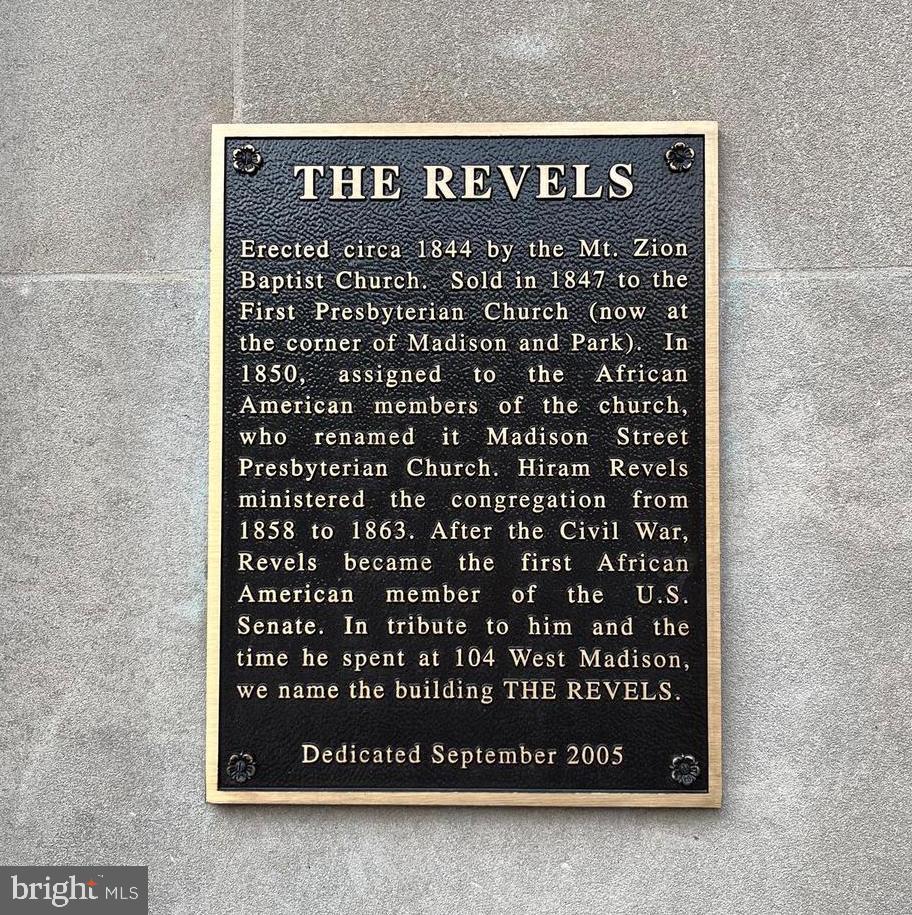 THE REVELS
Erected circa 1844 by the Mt. Zion
Baptist Church. Sold in 1847 to the
First Presbyterian Church (now at
the corner of Madison and Park). In
1850, assigned to the African
American members of the church,
who renamed it Madison Street
Presbyterian Church. Hiram Revels
ministered the congregation from
1858 to 1863. After the Civil War,
Revels became the first African
American member of the U.S.
Senate. In tribute to him and the
time he spent at 104 West Madison,
we name the building THE REVELS.
Dedicated September 2005
bright MLS